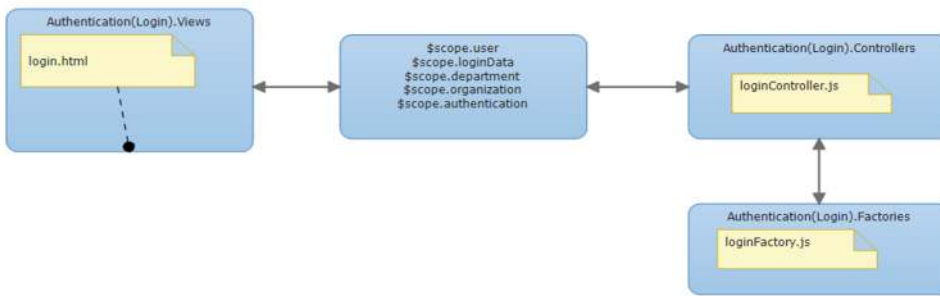 Authentication(Login).Views
login.html
$scope.user
$scope.loginData
$scope.department
$scope.organization
$scope.authentication
Authentication(Login).Controllers
loginController.js
Authentication(Login).Factories
loginFactory.js